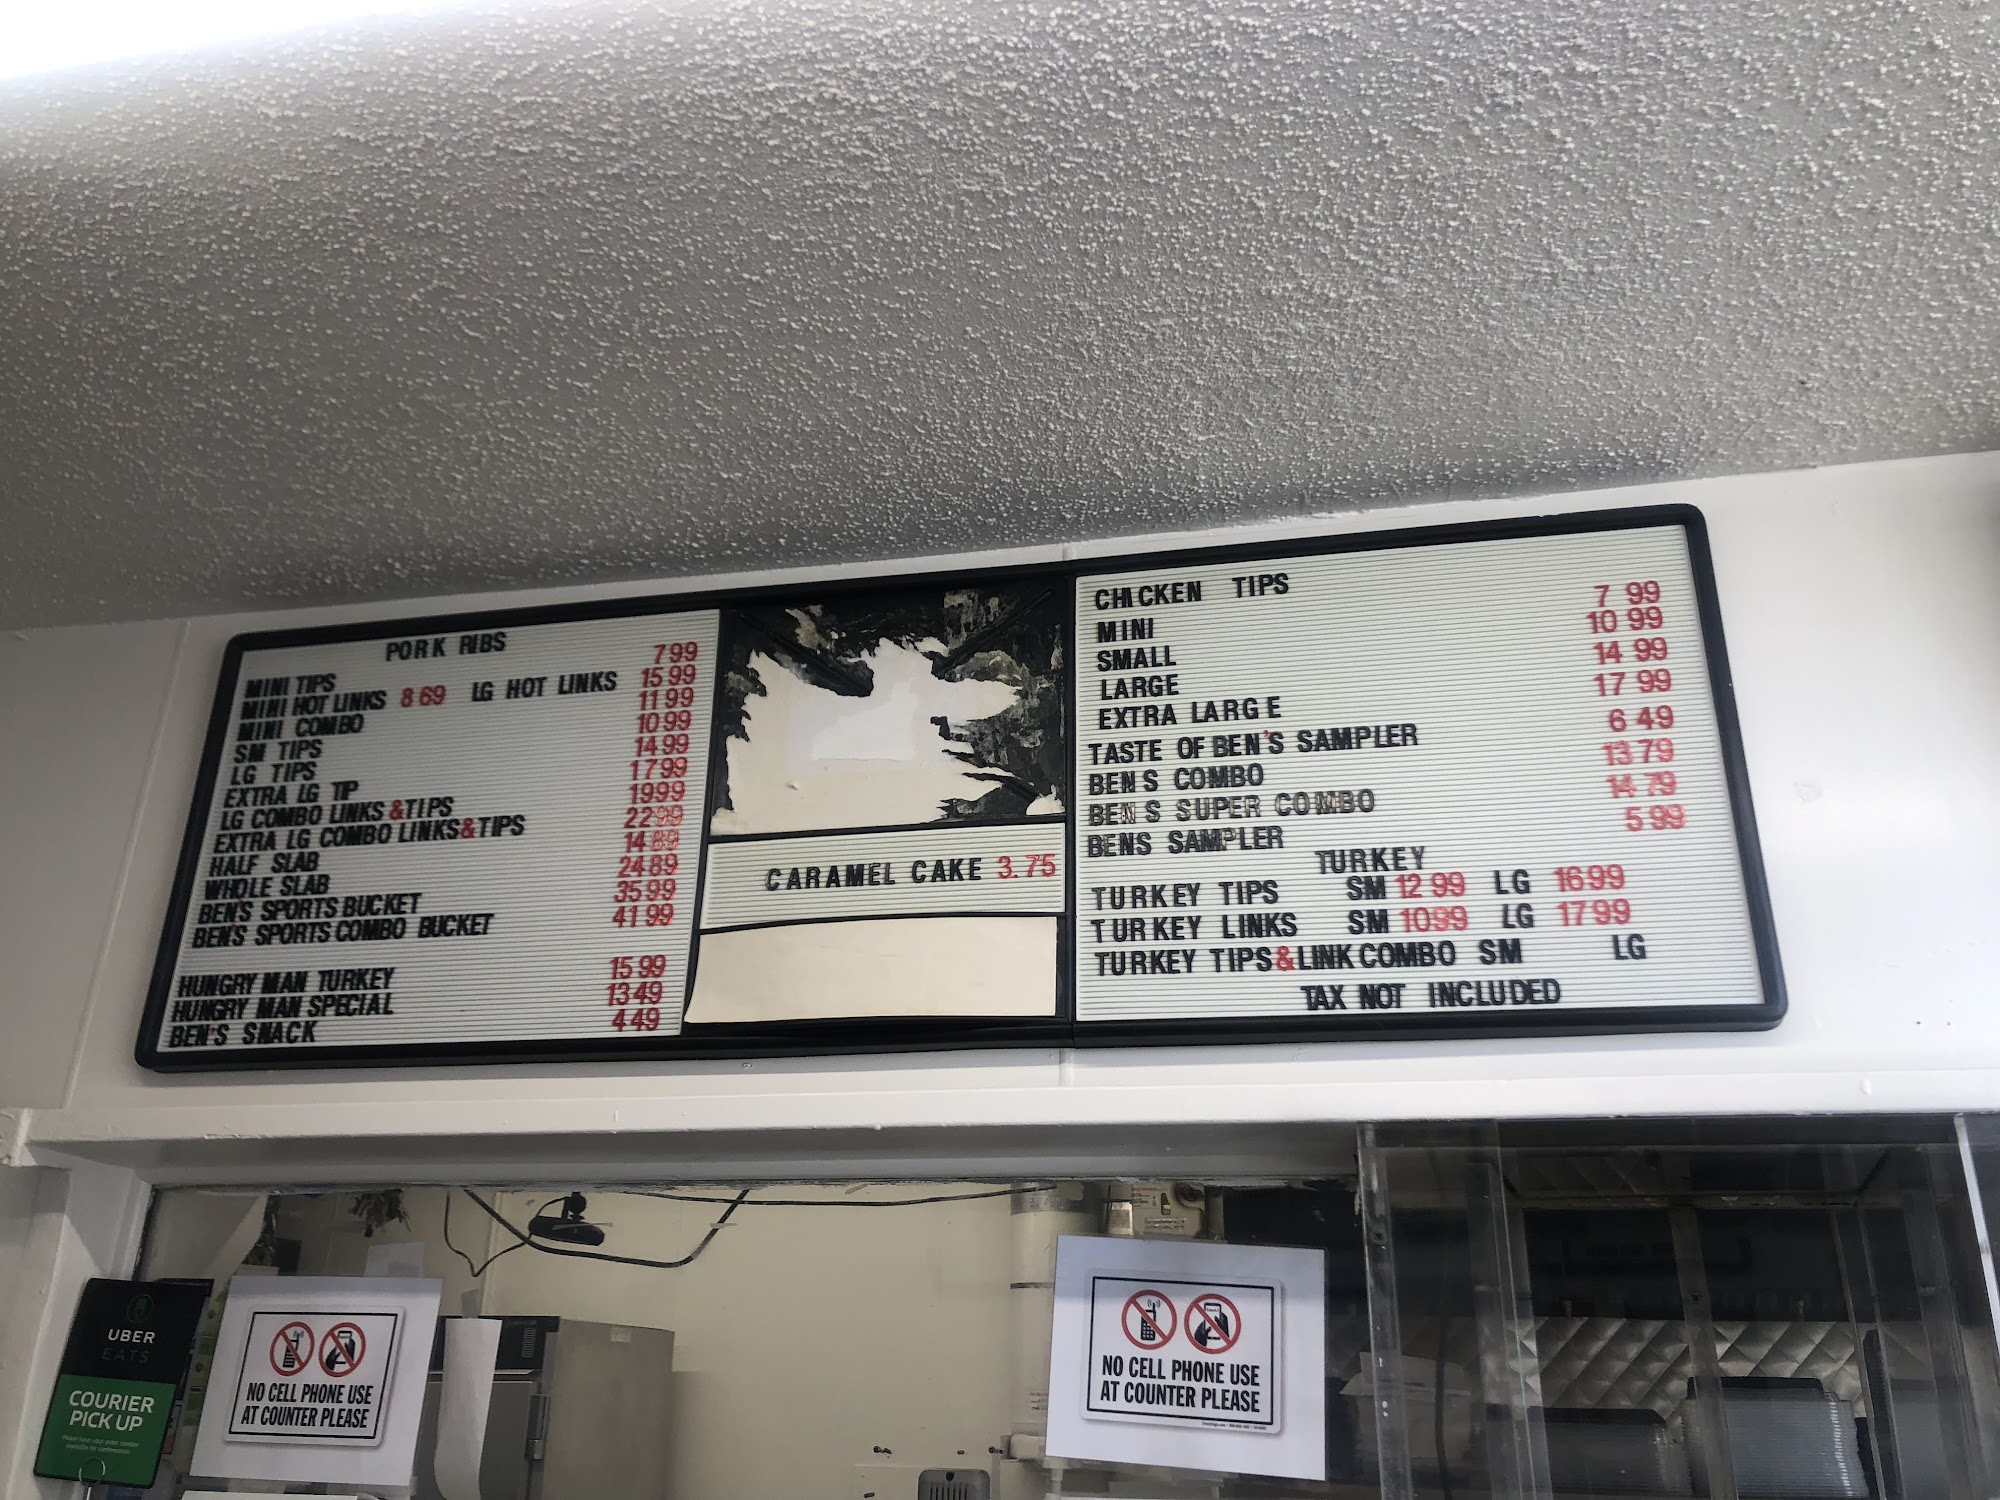 PORK RIBS
MINI TIPS 7 99
MINI HOT LINKS 8 69 LG HOT LINKS 15 99
MINI COMBO 11 99
SM TIPS 10 99
LG TIPS 14 99
EXTRA LG TIP 17 99
LG COMBO LINKS & TIPS 19 99
EXTRA LG COMBO LINKS & TIPS 22 99
HALF SLAB 14 89
WHOLE SLAB 24 89
BEN'S SPORTS BUCKET 35 99
BEN'S SPORTS COMBO BUCKET 41 99
HUNGRY MAN TURKEY 15 99
HUNGRY MAN SPECIAL 13 49
BEN'S SNACK 4 49
CARAMEL CAKE 3.75
CHICKEN TIPS
MINI 7 99
SMALL 10 99
LARGE 14 99
EXTRA LARGE 17 99
TASTE OF BEN'S SAMPLER 6 49
BEN S COMBO 13 79
BEN S SUPER COMBO 14 79
BENS SAMPLER 5 99
TURKEY
TURKEY TIPS SM 12 99 LG 16 99
TURKEY LINKS SM 10 99 LG 17 99
TURKEY TIPS & LINK COMBO SM LG
TAX NOT INCLUDED
UBER
EATS
COURIER
PICK UP
NO CELL PHONE USE
AT COUNTER PLEASE
NO CELL PHONE USE
AT COUNTER PLEASE